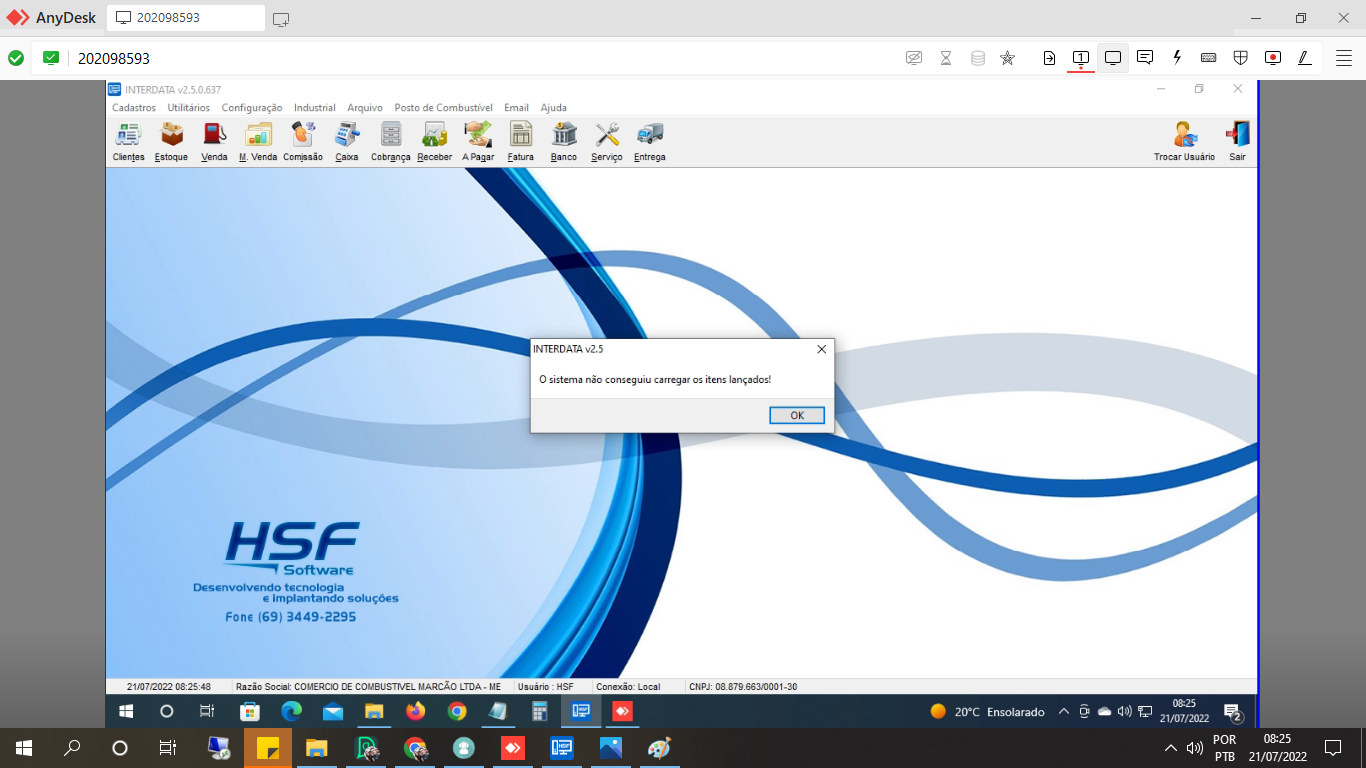 AnyDesk
202098593
202098593
INTERDATA v2.5.0.637
Cadastros Utilitários Configuração Industrial Arquivo Posto de Combustível Email Ajuda
Clientes Estoque Venda M. Venda Comissão Caixa Cobrança Receber A Pagar Fatura Banco Serviço Entrega Trocar Usuário Sair
INTERDATA v2.5
O sistema não conseguiu carregar os itens lançados!
OK
HSF
Software
Desenvolvendo tecnologia
e implantando soluções
Fone (69) 3449-2295
21/07/2022 08:25:48 Razão Social: COMERCIO DE COMBUSTIVEL MARCÃO LTDA - ME Usuário : HSF Conexão: Local CNPJ: 08.879.663/0001-30
20°C Ensolarado
08:25
21/07/2022
2
POR
PTB
08:25
21/07/2022